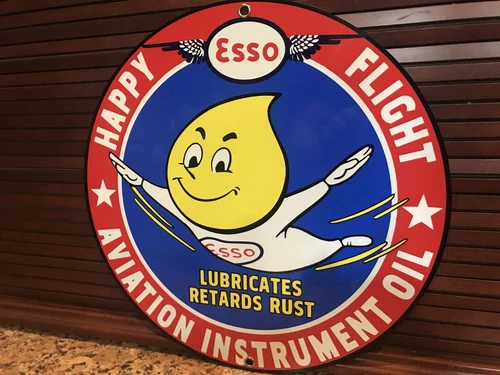 Esso
HAPPY FLIGHT
ESSO
LUBRICATES
RETARDS RUST
AVIATION INSTRUMENT OIL